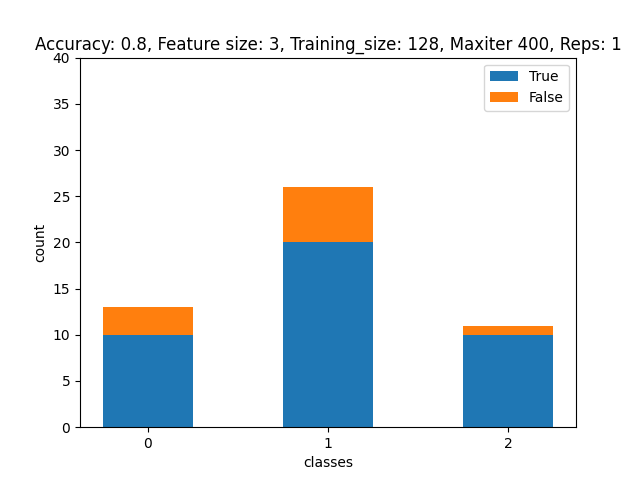 Accuracy: 0.8, Feature size: 3, Training_size: 128, Maxiter 400, Reps: 1
True
False
40
35
30
25
20
15
10
5
0
count
0 1 2
classes